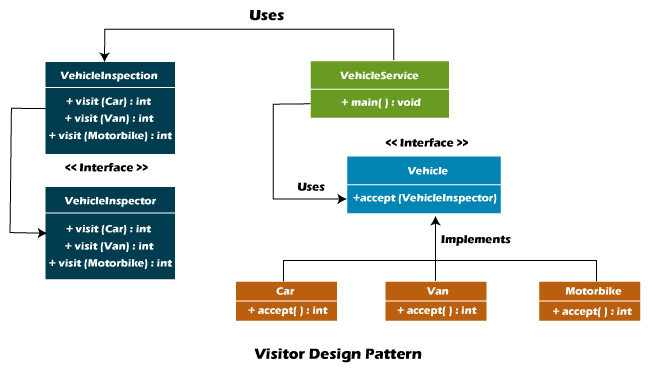 Uses
VehicleInspection
+ visit (Car) : int
+ visit (Van) : int
+ visit (Motorbike) : int
<< Interface >>
VehicleInspector
+ visit (Car) : int
+ visit (Van) : int
+ visit (Motorbike) : int
VehicleService
+ main( ) : void
<< Interface >>
Vehicle
+accept (VehicleInspector)
Uses
Implements
Car
+ accept( ) : int
Van
+ accept( ) : int
Motorbike
+ accept( ) : int
Visitor Design Pattern